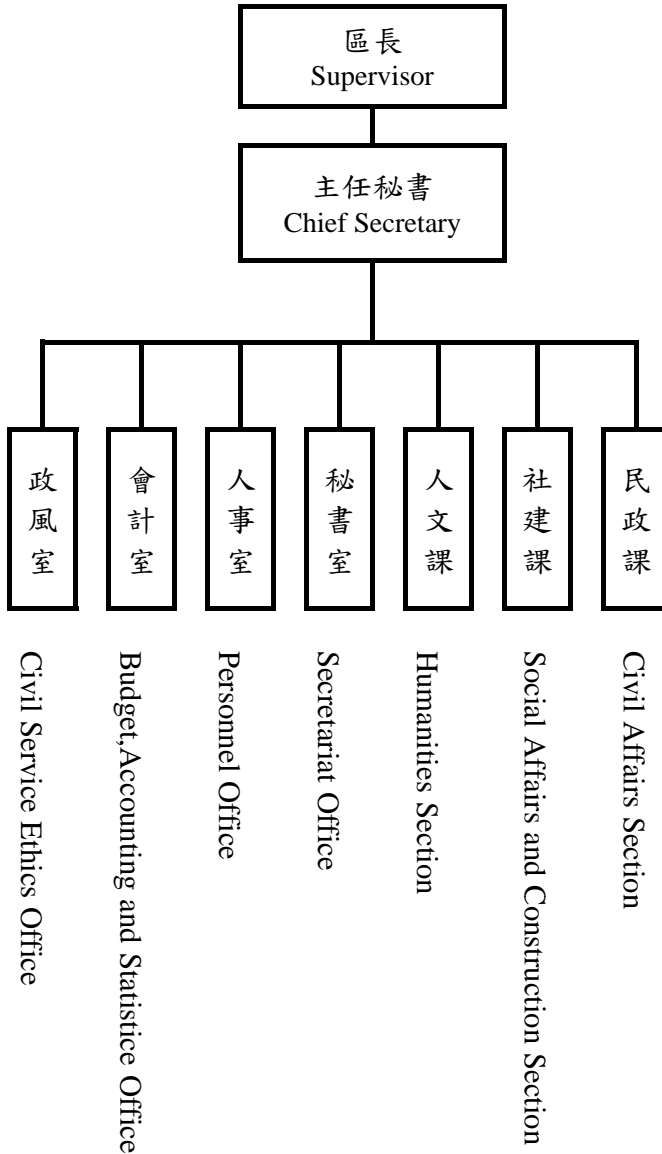 區長
Supervisor
主任秘書
Chief Secretary
政風室
會計室
人事室
秘書室
人文課
社建課
民政課
Civil Service Ethics Office
Budget,Accounting and Statistice Office
Personnel Office
Secretariat Office
Humanities Section
Social Affairs and Construction Section
Civil Affairs Section